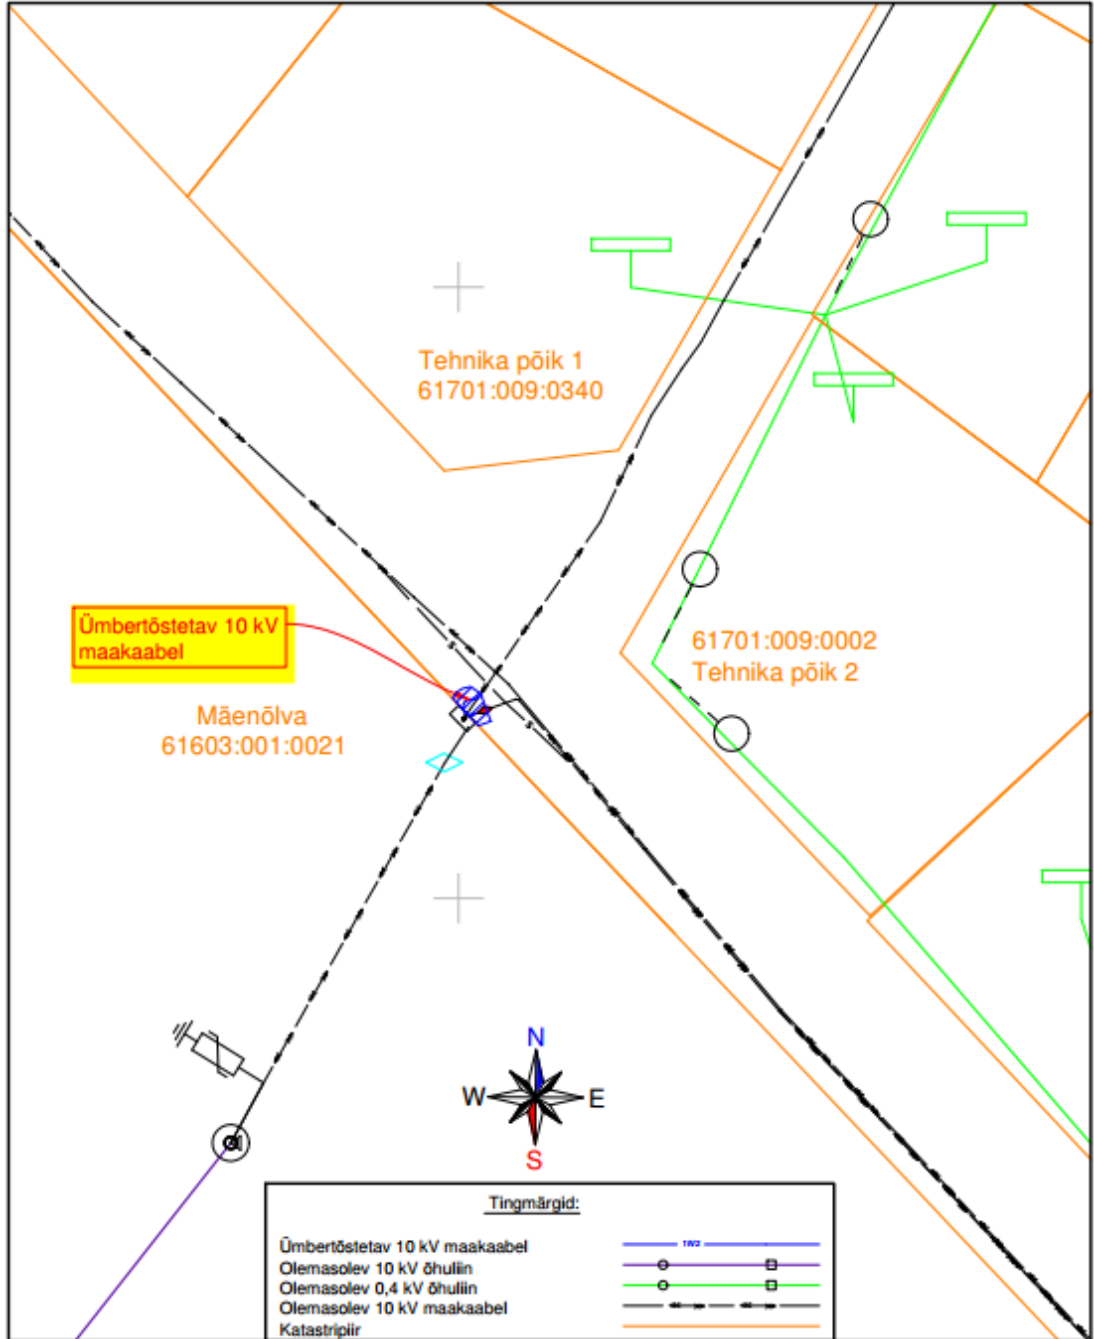 Tehnika põik 1
61701:009:0340
Ümbertõstetav 10 kV
maakaabel
61701:009:0002
Tehnika põik 2
Mäenõlva
61603:001:0021
N
W
E
S
Tingmärgid:
Ümbertõstetav 10 kV maakaabel
Olemasolev 10 kV õhuliin
Olemasolev 0,4 kV õhuliin
Olemasolev 10 kV maakaabel
Katastripiir